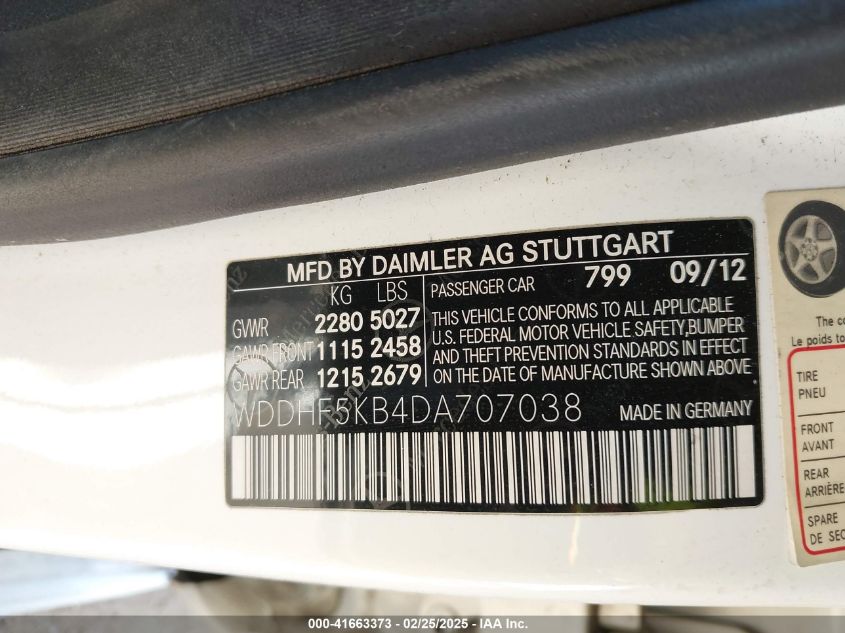 MFD BY DAIMLER AG STUTTGART
KG LBS
GVWR 2280 5027
GAWR FRONT 1115 2458
GAWR REAR 1215 2679
PASSENGER CAR 799 09/12
THIS VEHICLE CONFORMS TO ALL APPLICABLE
U.S. FEDERAL MOTOR VEHICLE SAFETY,BUMPER
AND THEFT PREVENTION STANDARDS IN EFFECT
ON THE DATE OF MANUFACTURE SHOWN ABOVE
WDDHF5KB4DA707038 MADE IN GERMANY
The
Le poids
TIRE
PNEU
FRONT
AVANT
REAR
ARRIÈRE
SPARE
DE
000-41663373 - 02/25/2025 - IAA Inc.